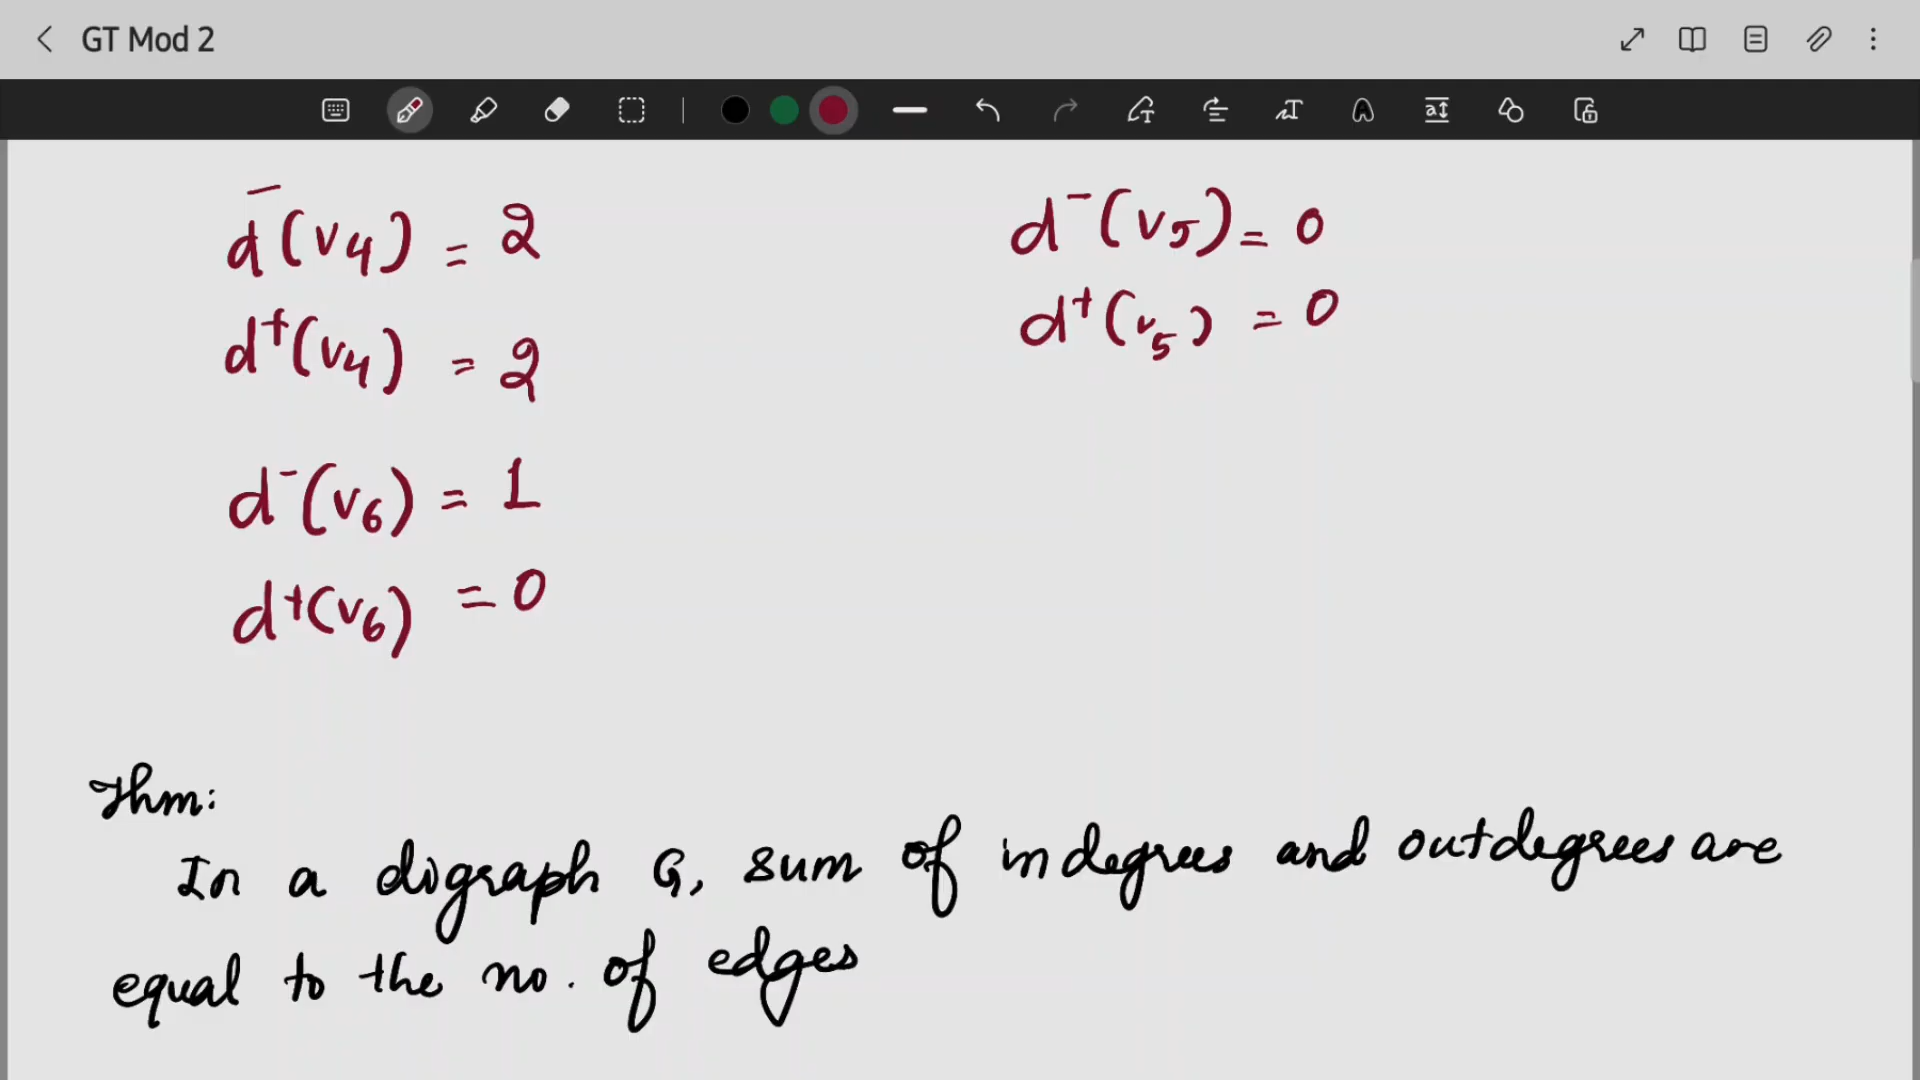 GT Mod 2
d⁻(v₄) = 2
d⁺(v₄) = 2
d⁻(v₆) = 1
d⁺(v₆) = 0
d⁻(v₅) = 0
d⁺(v₅) = 0
Thm:
In a digraph G, sum of indegrees and outdegrees are
equal to the no. of edges